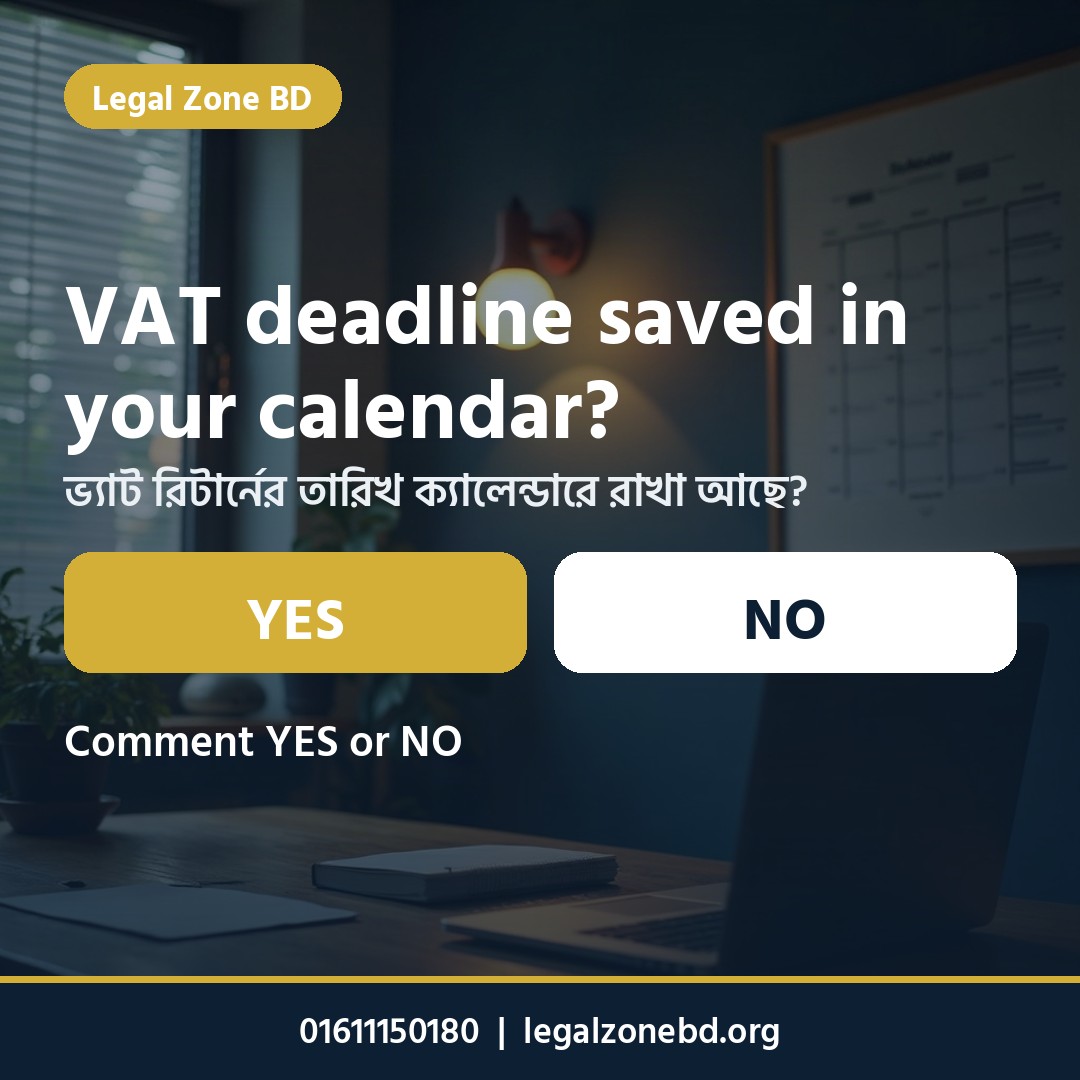 Legal Zone BD
VAT deadline saved in
your calendar?
ভ্যাট রিটার্নের তারিখ ক্যালেন্ডারে রাখা আছে?
YES
NO
Comment YES or NO
01611150180 | legalzonebd.org